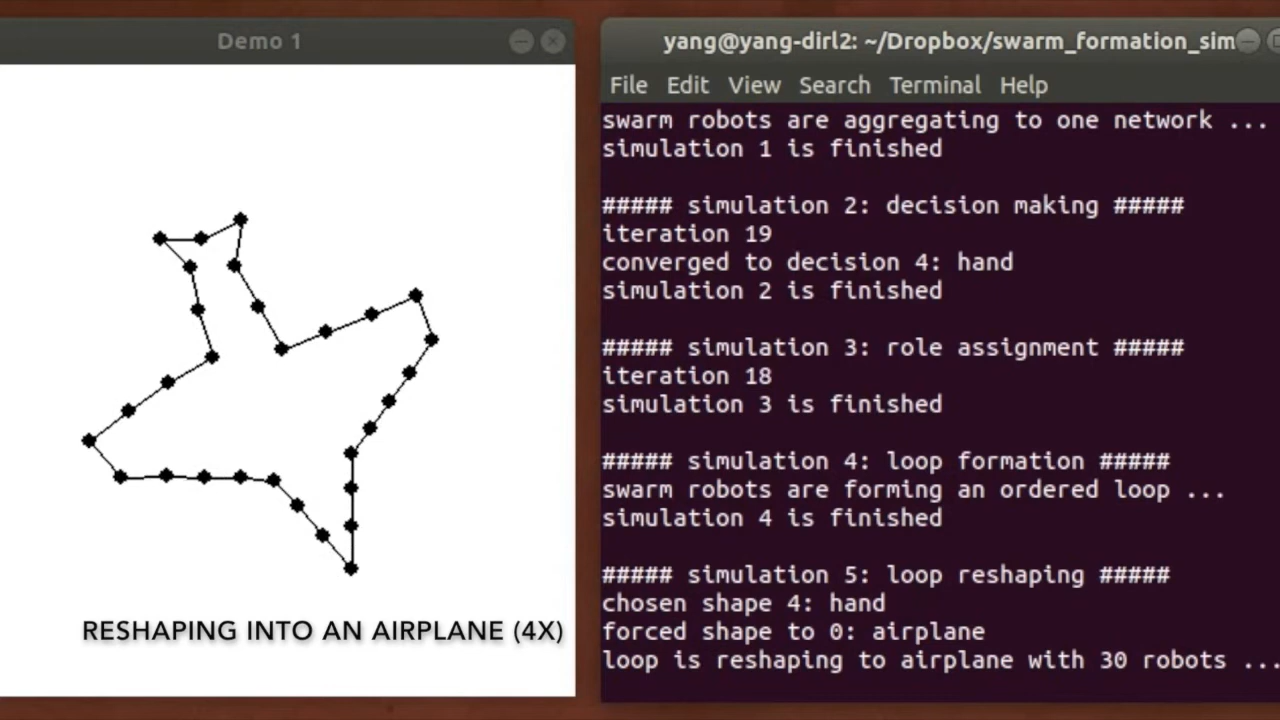 Demo 1
RESHAPING INTO AN AIRPLANE (4X)
yang@yang-dirl2: ~/Dropbox/swarm_formation_sim
File Edit View Search Terminal Help
swarm robots are aggregating to one network ...
simulation 1 is finished
##### simulation 2: decision making #####
iteration 19
converged to decision 4: hand
simulation 2 is finished
##### simulation 3: role assignment #####
iteration 18
simulation 3 is finished
##### simulation 4: loop formation #####
swarm robots are forming an ordered loop ...
simulation 4 is finished
##### simulation 5: loop reshaping #####
chosen shape 4: hand
forced shape to 0: airplane
loop is reshaping to airplane with 30 robots ...